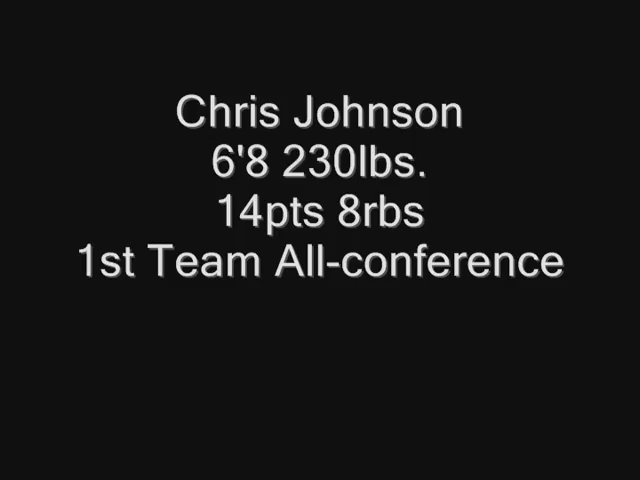 Chris Johnson
6'8 230lbs.
14pts 8rbs
1st Team All-conference